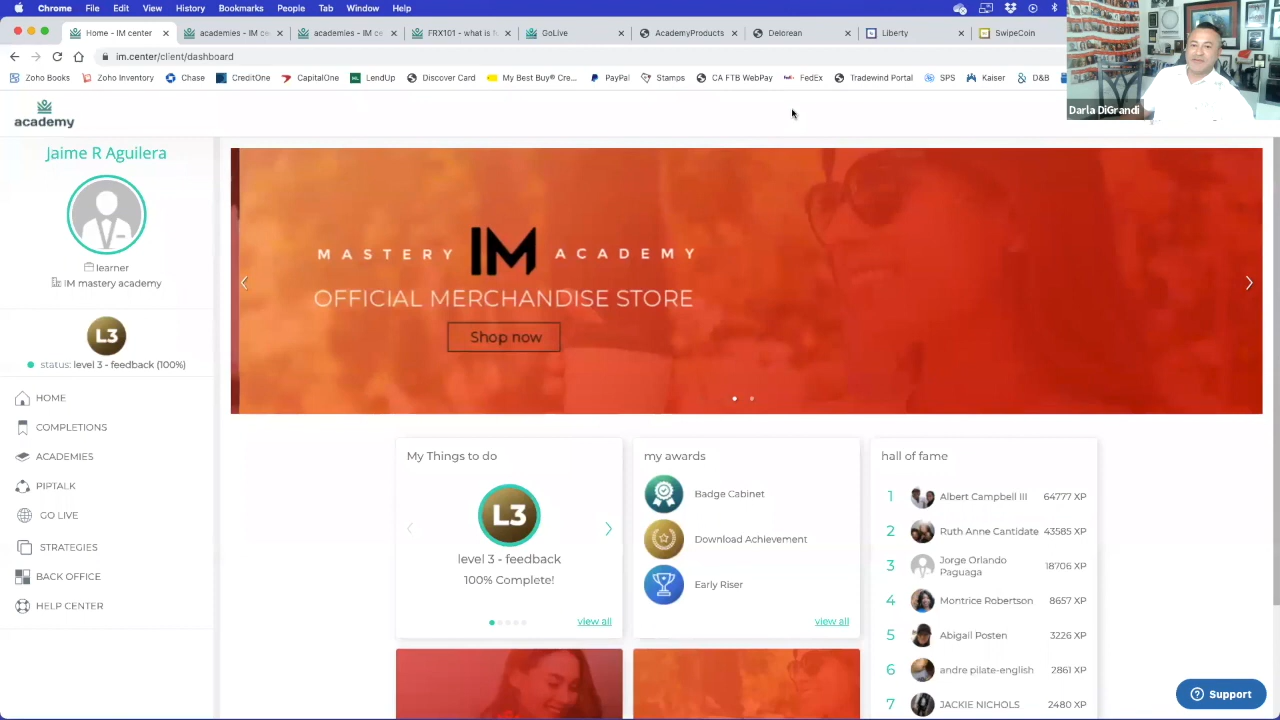 Chrome File Edit View History Bookmarks People Tab Window Help
Home - IM center
academies - IM ce
academies - IM
- what is
AcademyProducts
Delorean
Liberty
SwipeCoin
im.center/client/dashboard
Zoho Books
Zoho Inventory
Chase
CreditOne
CapitalOne
LendUp
My Best Buy® Cre...
PayPal
Stamps
CA FTB WebPay
FedEx
Tradewind Portal
SPS
Kaiser
D&B
Darla DiGrandi
academy
Jaime R Aguilera
learner
IM mastery academy
L3
status: level 3 - feedback (100%)
HOME
COMPLETIONS
ACADEMIES
PIPTALK
GO LIVE
STRATEGIES
BACK OFFICE
HELP CENTER
MASTERY IM ACADEMY
OFFICIAL MERCHANDISE STORE
Shop now
My Things to do
L3
level 3 - feedback
100% Complete!
view all
my awards
Badge Cabinet
Download Achievement
Early Riser
view all
hall of fame
1 Albert Campbell III 64777 XP
2 Ruth Anne Cantidate 43585 XP
3 Jorge Orlando Paguaga 18706 XP
4 Montrice Robertson 8657 XP
5 Abigail Posten 3226 XP
6 andre pilate-english 2861 XP
7 JACKIE NICHOLS 2480 XP
Support